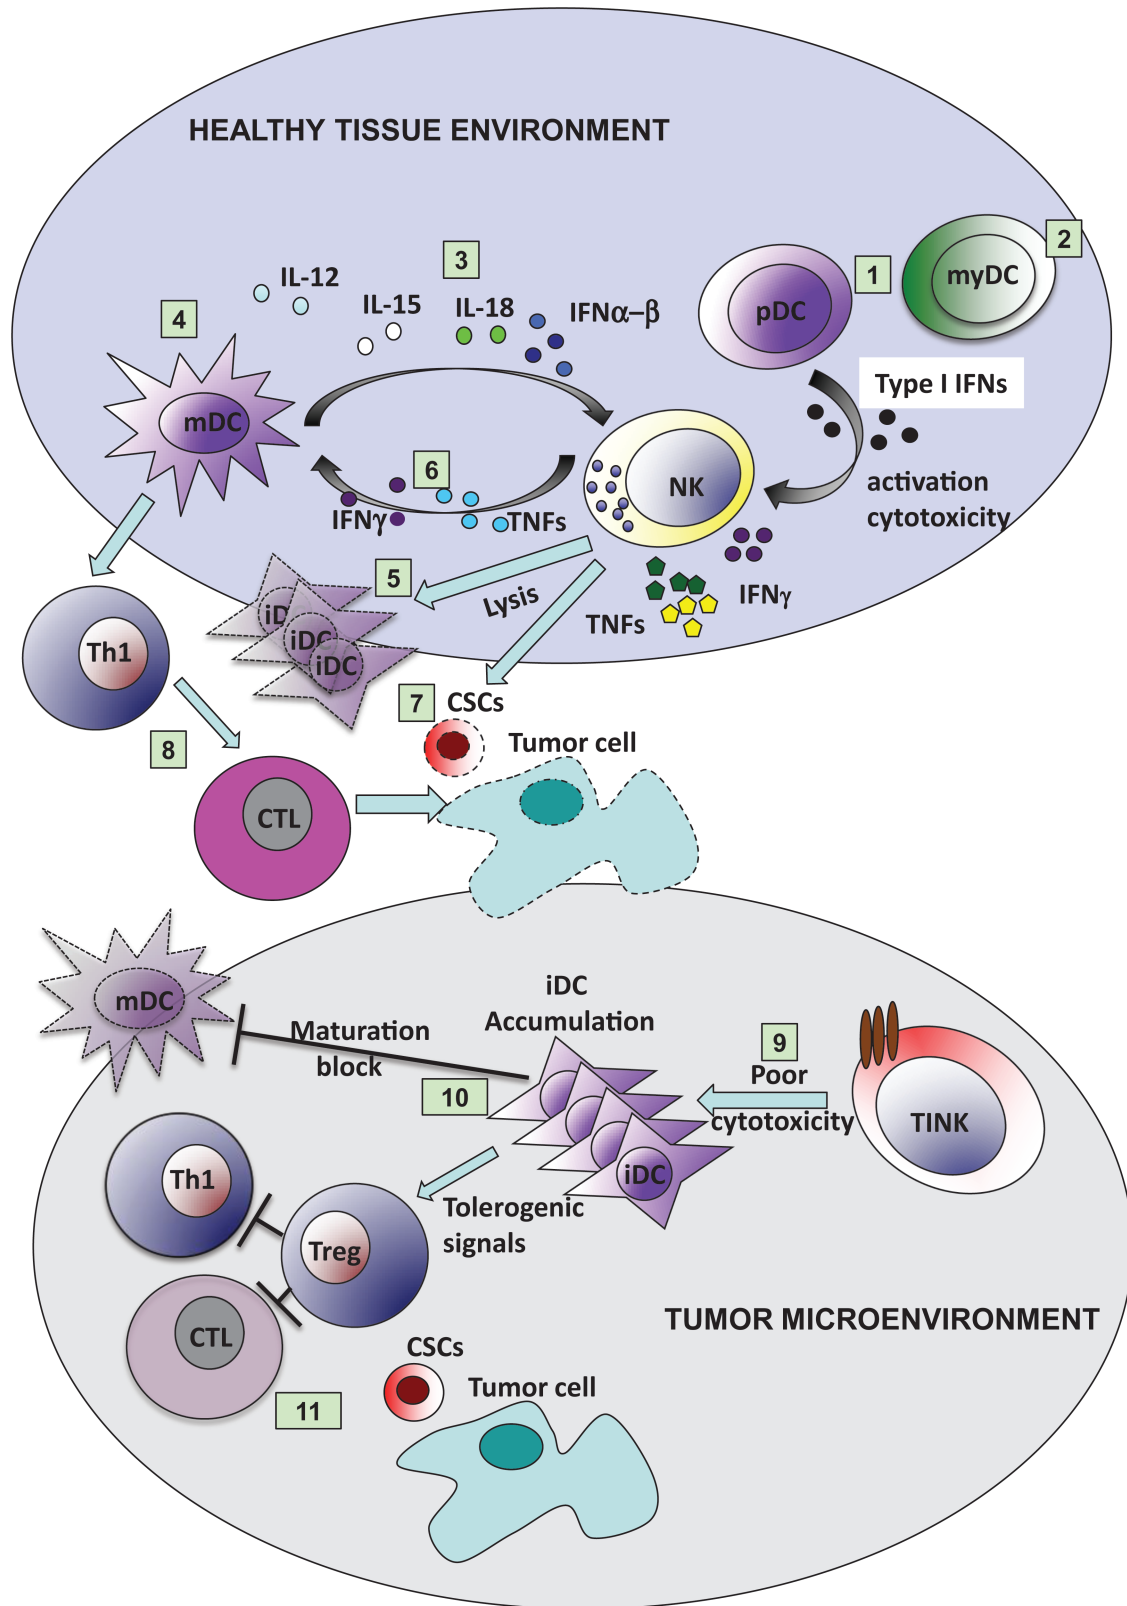 HEALTHY TISSUE ENVIRONMENT
2
3
1
myDC
IL-12
IL-15
IL-18
IFNα–β
pDC
4
Type I IFNs
mDC
6
NK
activation
cytotoxicity
IFNγ
TNFs
5
Lysis
IFNγ
TNFs
iDC
iDC
iDC
Th1
7
CSCs
8
Tumor cell
CTL
mDC
iDC
Accumulation
Maturation
block
9
Poor
cytotoxicity
10
TINK
Th1
iDC
Tolerogenic
signals
Treg
TUMOR MICROENVIRONMENT
CTL
CSCs
Tumor cell
11